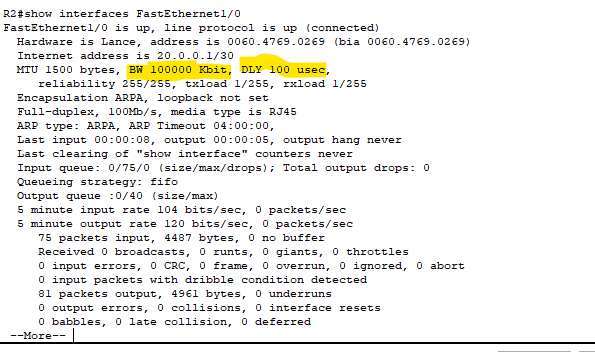 R2#show interfaces FastEthernet1/0
FastEthernet1/0 is up, line protocol is up (connected)
Hardware is Lance, address is 0060.4769.0269 (bia 0060.4769.0269)
Internet address is 20.0.0.1/30
MTU 1500 bytes, BW 100000 Kbit, DLY 100 usec,
reliability 255/255, txload 1/255, rxload 1/255
Encapsulation ARPA, loopback not set
Full-duplex, 100Mb/s, media type is RJ45
ARP type: ARPA, ARP Timeout 04:00:00,
Last input 00:00:08, output 00:00:05, output hang never
Last clearing of "show interface" counters never
Input queue: 0/75/0 (size/max/drops); Total output drops: 0
Queueing strategy: fifo
Output queue :0/40 (size/max)
5 minute input rate 104 bits/sec, 0 packets/sec
5 minute output rate 120 bits/sec, 0 packets/sec
75 packets input, 4487 bytes, 0 no buffer
Received 0 broadcasts, 0 runts, 0 giants, 0 throttles
0 input errors, 0 CRC, 0 frame, 0 overrun, 0 ignored, 0 abort
0 input packets with dribble condition detected
81 packets output, 4961 bytes, 0 underruns
0 output errors, 0 collisions, 0 interface resets
0 babbles, 0 late collision, 0 deferred
--More--